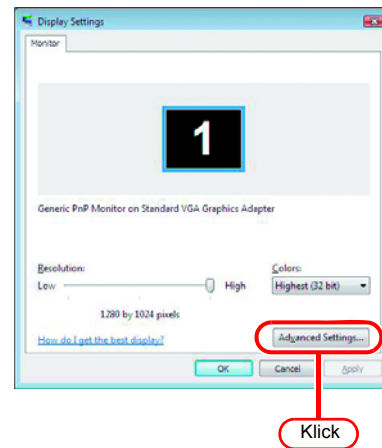 Display Settings
Monitor
1
Generic PnP Monitor on Standard VGA Graphics Adapter
Resolution:
Colors:
Low
High
Highest (32 bit)
1280 by 1024 pixels
How do I get the best display?
Advanced Settings...
OK
Cancel
Apply
Klick